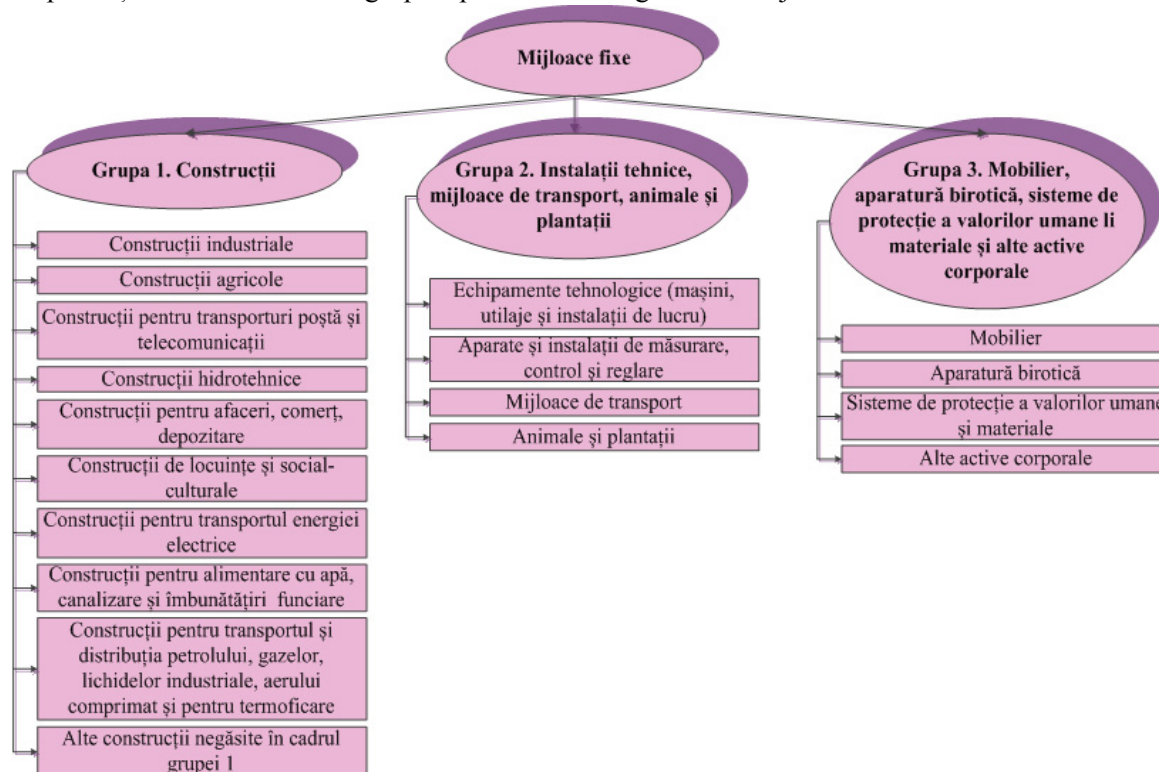 Mijloace fixe
Grupa 1. Construcții
Construcții industriale
Construcții agricole
Construcții pentru transporturi poștă și
telecomunicații
Construcții hidrotehnice
Construcții pentru afaceri, comerț,
depozitare
Construcții de locuințe și social-
culturale
Construcții pentru transportul energiei
electrice
Construcții pentru alimentare cu apă,
canalizare și îmbunătățiri funciare
Construcții pentru transportul și
distribuția petrolului, gazelor,
lichidelor industriale, aerului
comprimat și pentru termoficare
Alte construcții negăsite în cadrul
grupei 1
Grupa 2. Instalații tehnice,
mijloace de transport, animale și
plantații
Echipamente tehnologice (mașini,
utilaje și instalații de lucru)
Aparate și instalații de măsurare,
control și reglare
Mijloace de transport
Animale și plantații
Grupa 3. Mobilier,
aparatură birotică, sisteme de
protecție a valorilor umane li
materiale și alte active
corporale
Mobilier
Aparatură birotică
Sisteme de protecție a valorilor umane
și materiale
Alte active corporale